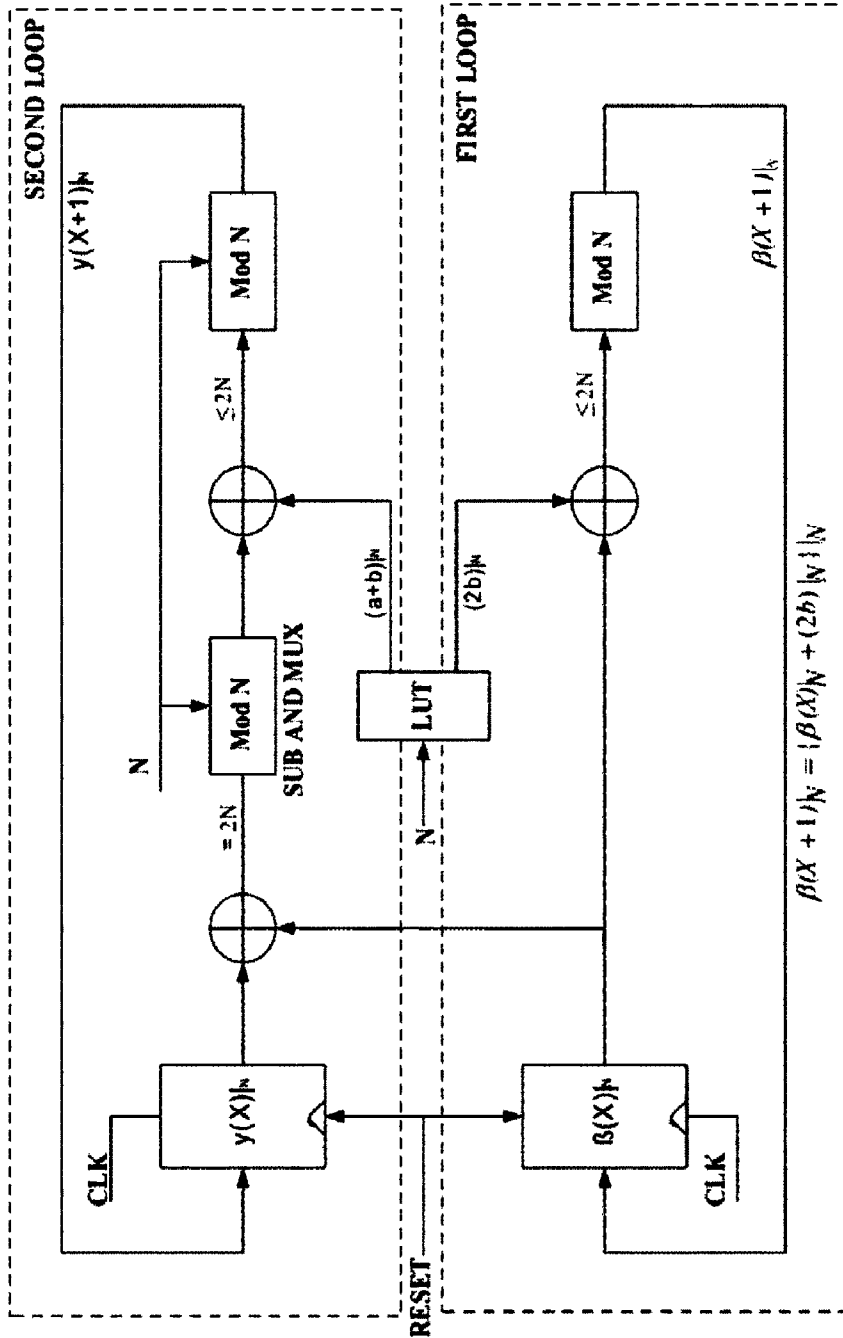 SECOND LOOP
y(X+1)|N
N
CLK
y(X)|N
= 2N
Mod N
SUB AND MUX
≤ 2N
Mod N
(a+b)|N
RESET
N
LUT
(2b)|N
FIRST LOOP
ß(X)|N
CLK
≤ 2N
Mod N
β(X + 1)|N
β(X + 1)|N = {β(X)|N + (2b)|N}|N